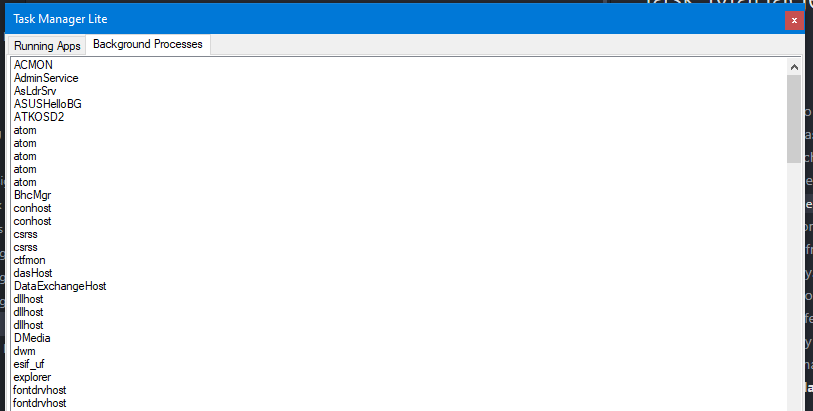 Task Manager Lite
x
Running Apps
Background Processes
ACMON
AdminService
AsLdrSrv
ASUSHelloBG
ATKOSD2
atom
atom
atom
atom
atom
BhcMgr
conhost
conhost
csrss
csrss
ctfmon
dasHost
DataExchangeHost
dllhost
dllhost
dllhost
DMedia
dwm
esif_uf
explorer
fontdrvhost
fontdrvhost